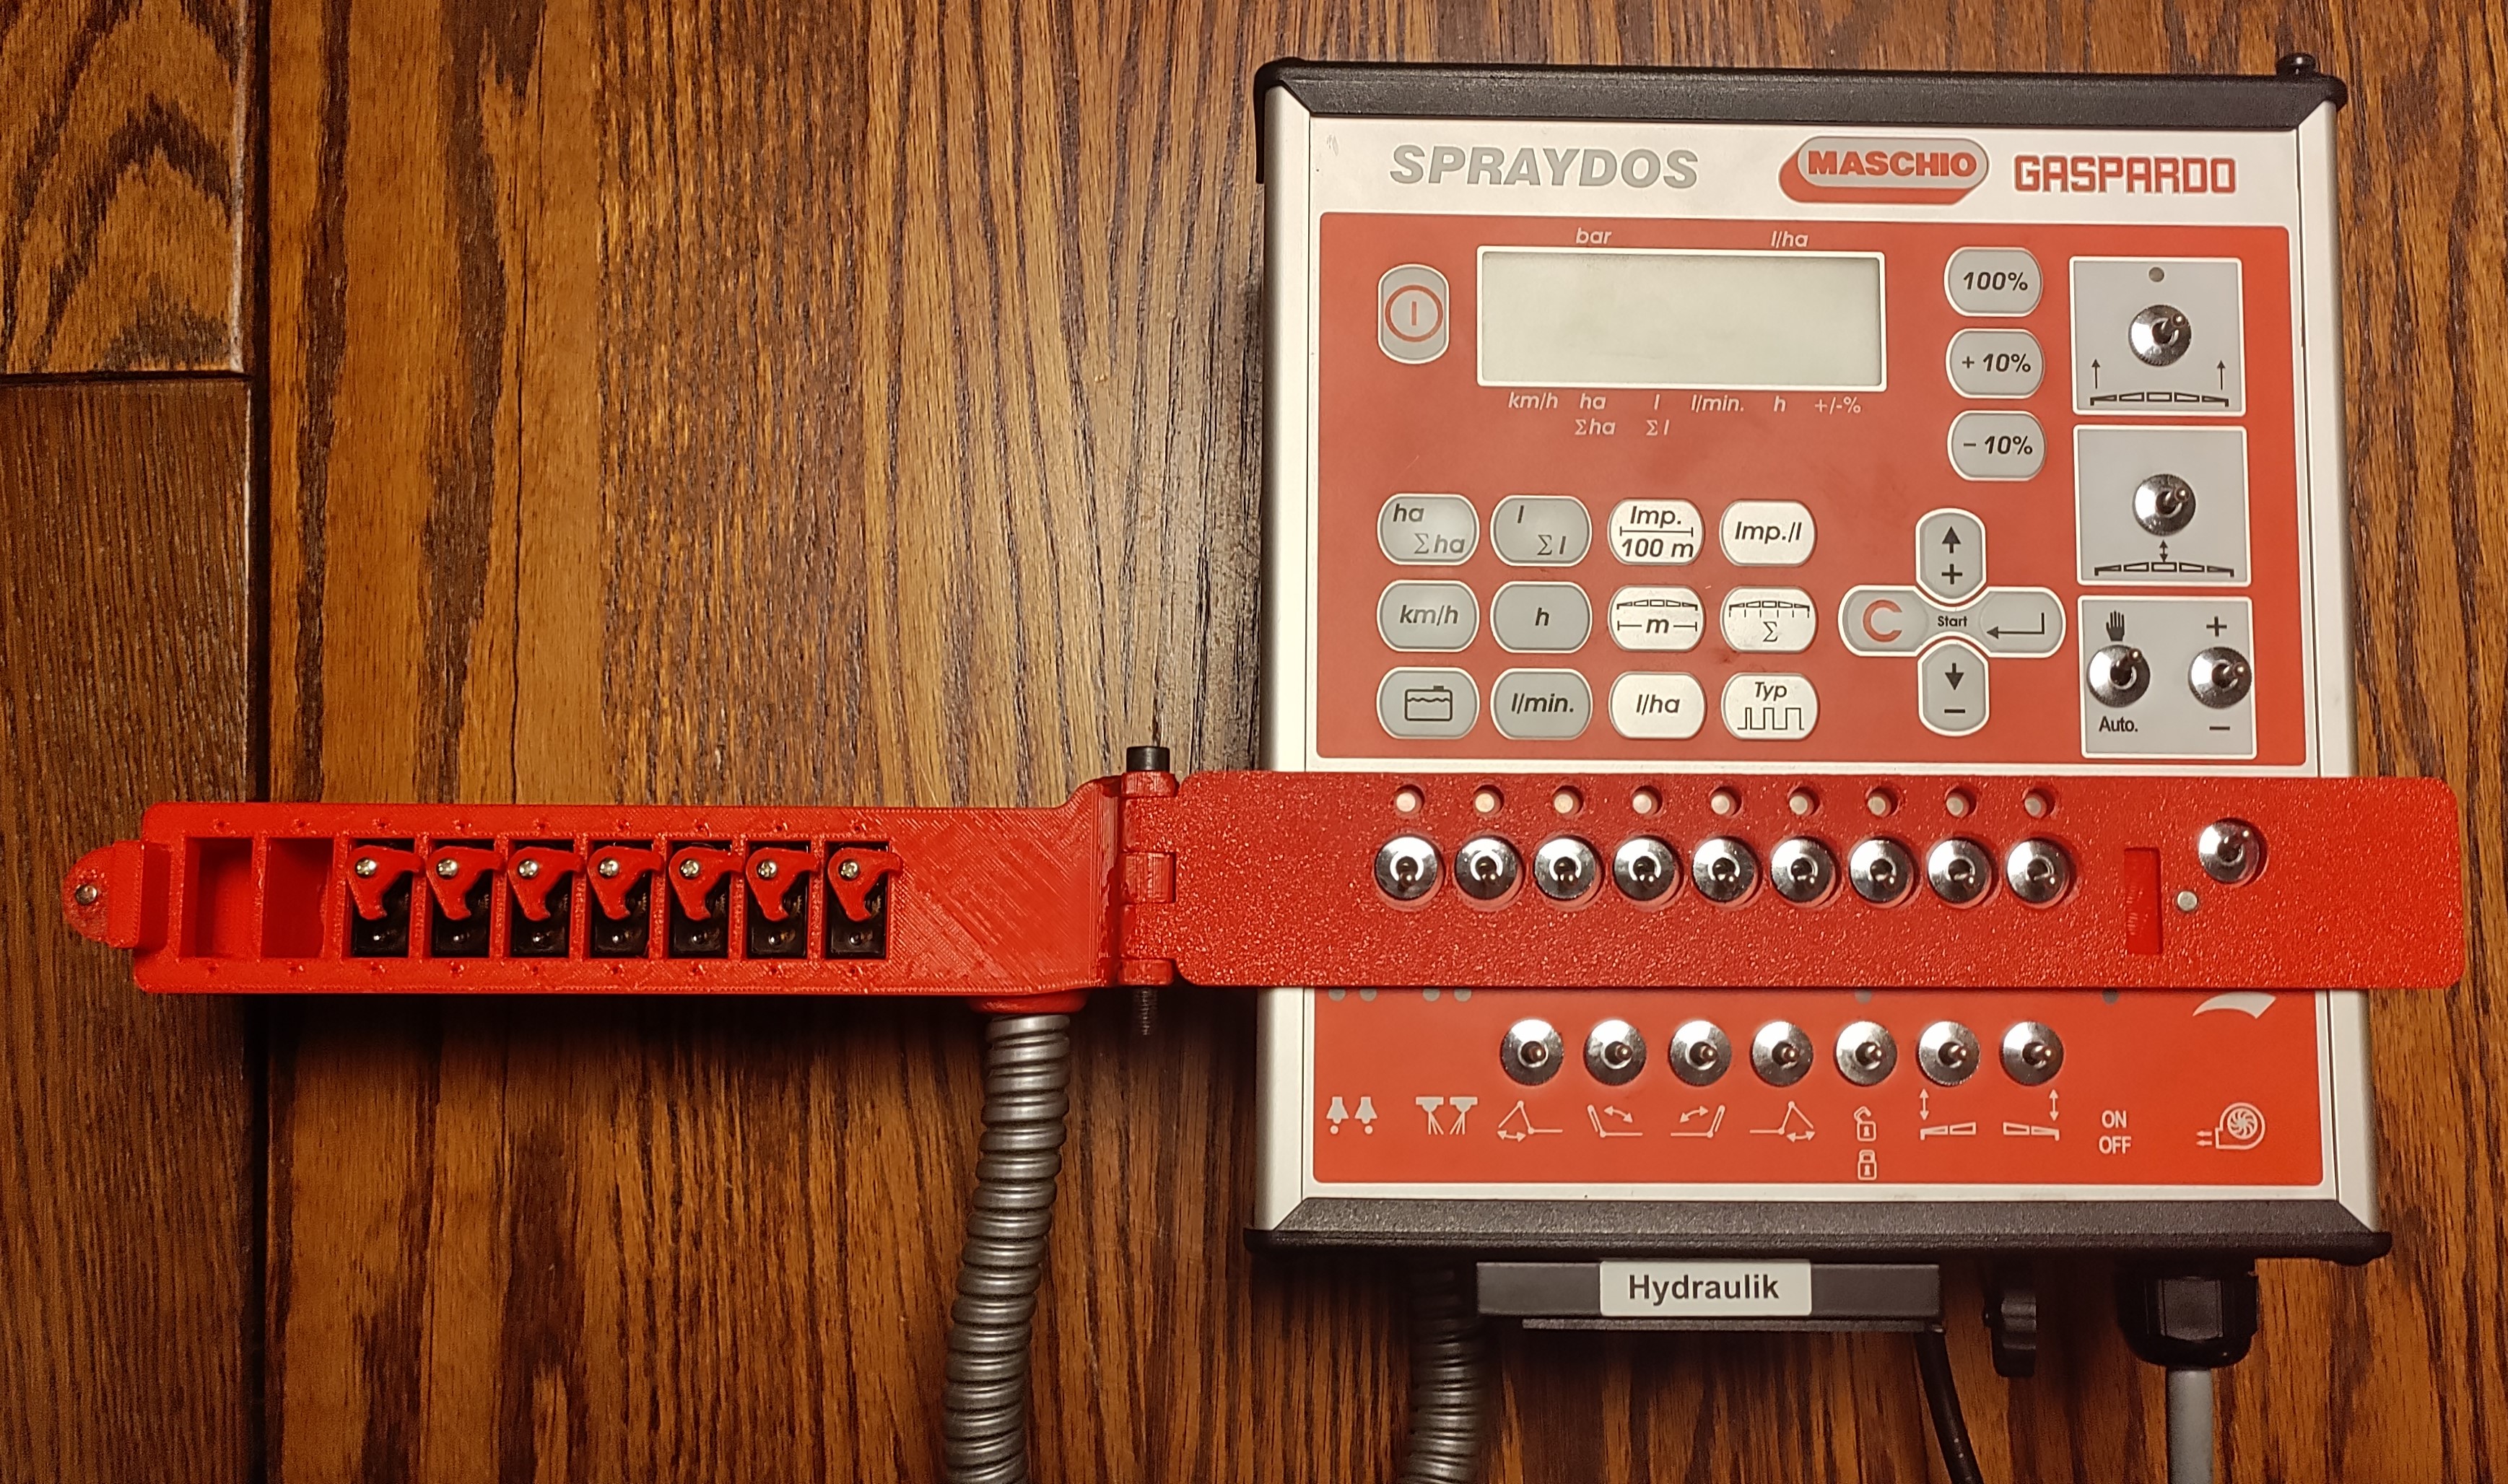 SPRAYDOS MASCHIO GASPARDO
bar l/ha
100%
+ 10%
- 10%
km/h ha l l/min. h +/-%
Σha Σl
ha Σha
l Σl
Imp. 100 m
Imp./l
km/h
h
m
Σ
l/min.
l/ha
Typ
+
C Start
-
+
Auto. -
ON
OFF
Hydraulik